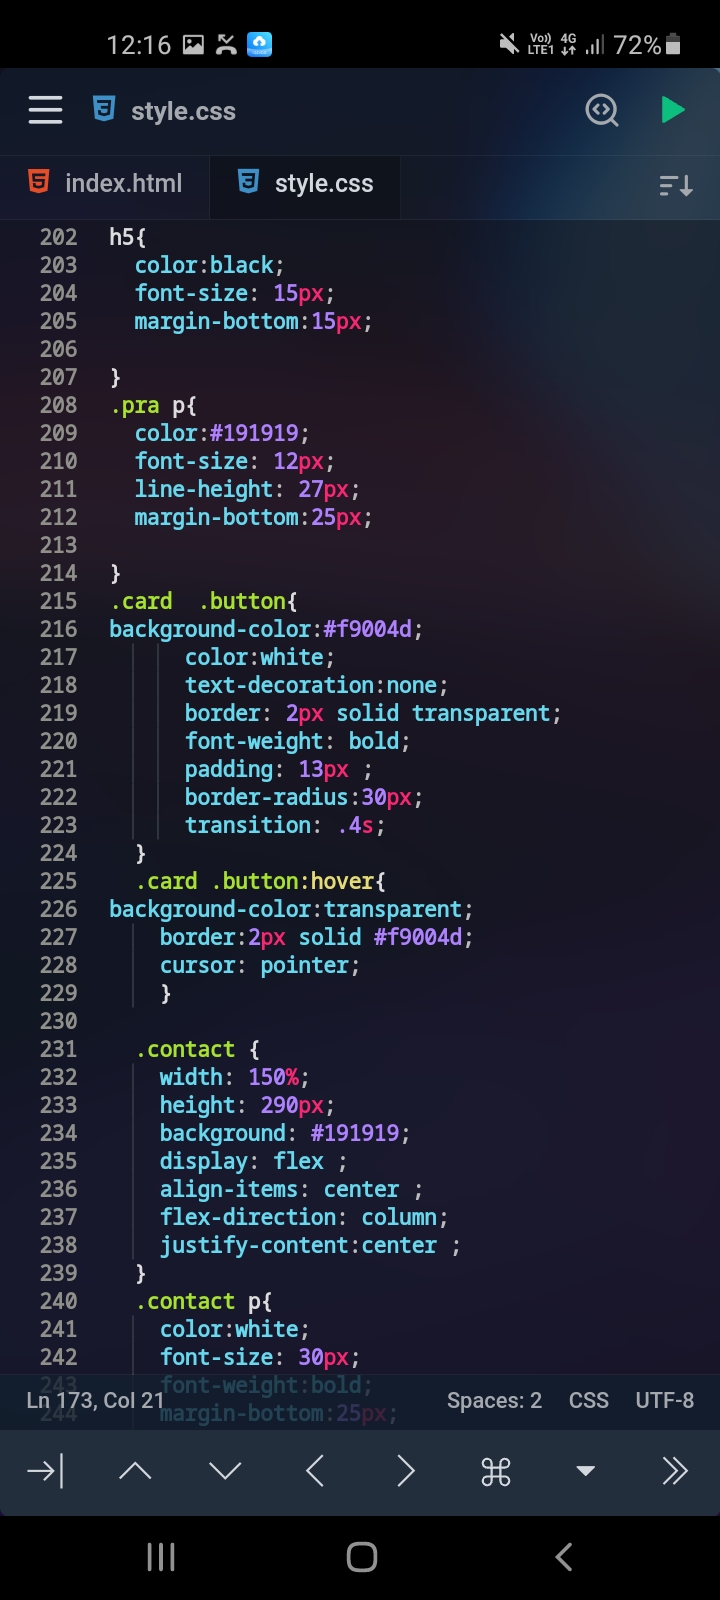 12:16 Vo)) LTE1 4G 72%
style.css
index.html style.css
202 h5{
203 color:black;
204 font-size: 15px;
205 margin-bottom:15px;
206
207 }
208 .pra p{
209 color:#191919;
210 font-size: 12px;
211 line-height: 27px;
212 margin-bottom:25px;
213
214 }
215 .card  .button{
216 background-color:#f9004d;
217 color:white;
218 text-decoration:none;
219 border: 2px solid transparent;
220 font-weight: bold;
221 padding: 13px ;
222 border-radius:30px;
223 transition: .4s;
224 }
225 .card .button:hover{
226 background-color:transparent;
227 border:2px solid #f9004d;
228 cursor: pointer;
229 }
230
231 .contact {
232 width: 150%;
233 height: 290px;
234 background: #191919;
235 display: flex ;
236 align-items: center ;
237 flex-direction: column;
238 justify-content:center ;
239 }
240 .contact p{
241 color:white;
242 font-size: 30px;
243 font-weight:bold;
244 margin-bottom:25px;
Ln 173, Col 21 Spaces: 2 CSS UTF-8